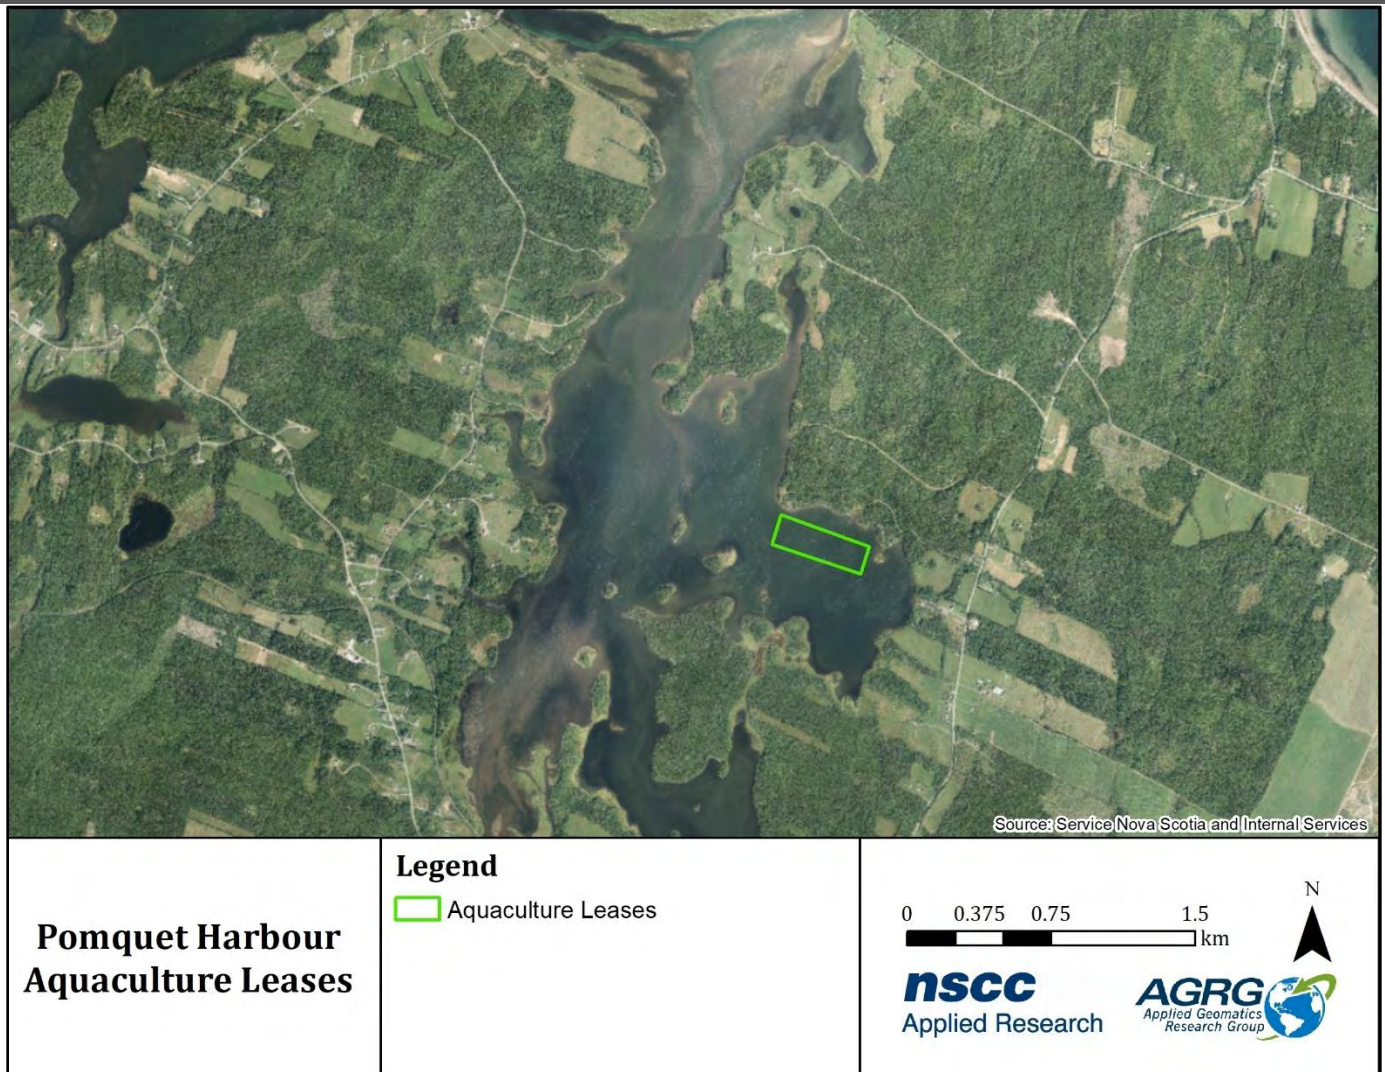 Source: Service Nova Scotia and Internal Services
Pomquet Harbour
Aquaculture Leases
Legend
Aquaculture Leases
0 0.375 0.75 1.5
km
N
nscc
Applied Research
AGRG
Applied Geomatics
Research Group